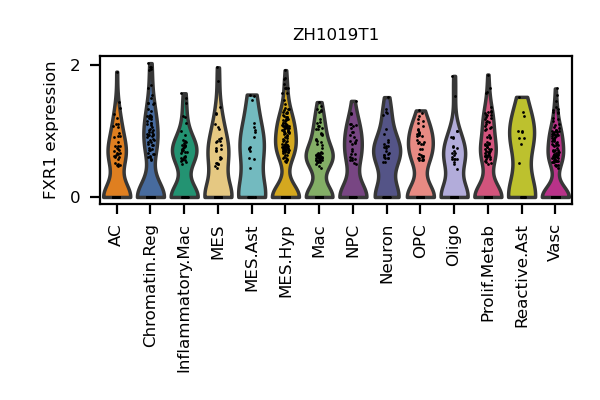 ZH1019T1
FXR1 expression
2
0
AC
Chromatin.Reg
Inflammatory.Mac
MES
MES.Ast
MES.Hyp
Mac
NPC
Neuron
OPC
Oligo
Prolif.Metab
Reactive.Ast
Vasc